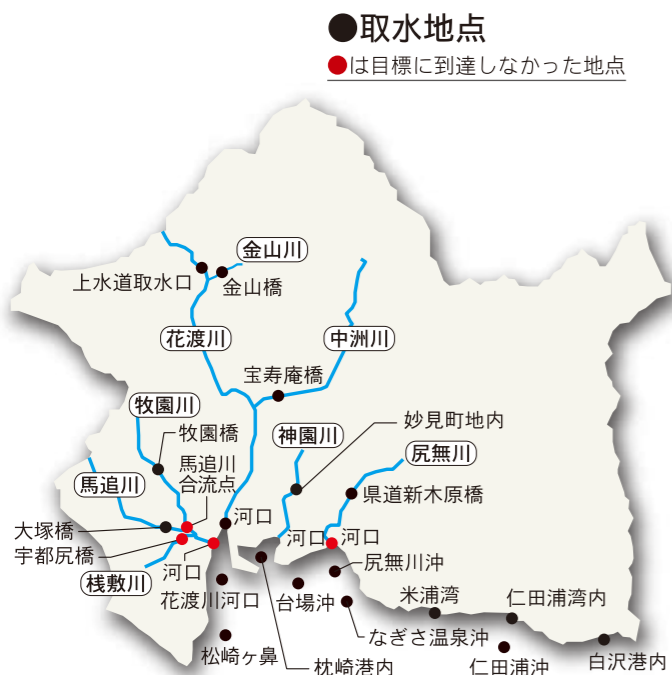 ●取水地点
●は目標に到達しなかった地点
金山川
上水道取水口
金山橋
花渡川
中洲川
宝寿庵橋
牧園川
牧園橋
妙見町地内
神園川
尻無川
馬追川
合流点
馬追川
県道新木原橋
大塚橋
宇都尻橋
河口
河口
河口
河口
桟敷川
尻無川沖
花渡川河口
台場沖
米浦湾
仁田浦湾内
なぎさ温泉沖
松崎ヶ鼻
枕崎港内
仁田浦沖
白沢港内